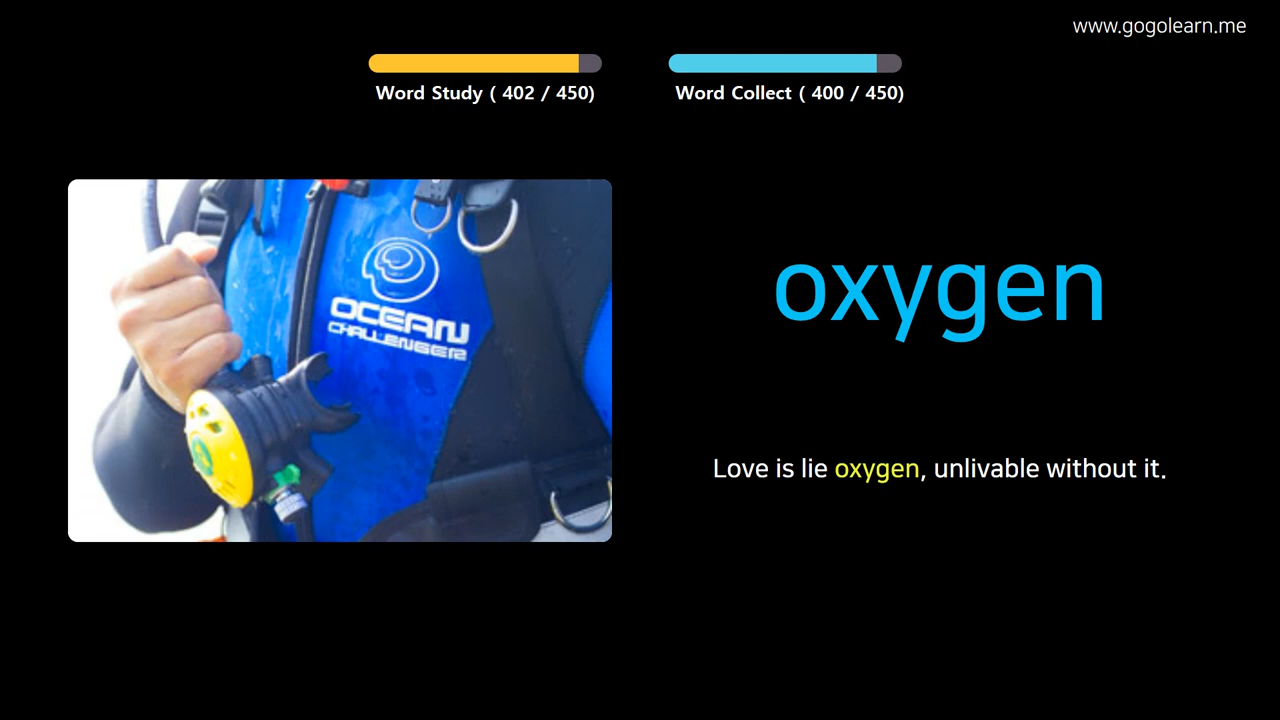 www.gogolearn.me
Word Study ( 402 / 450)
Word Collect ( 400 / 450)
OCEAN
CHALLENGER
oxygen
Love is lie oxygen, unlivable without it.